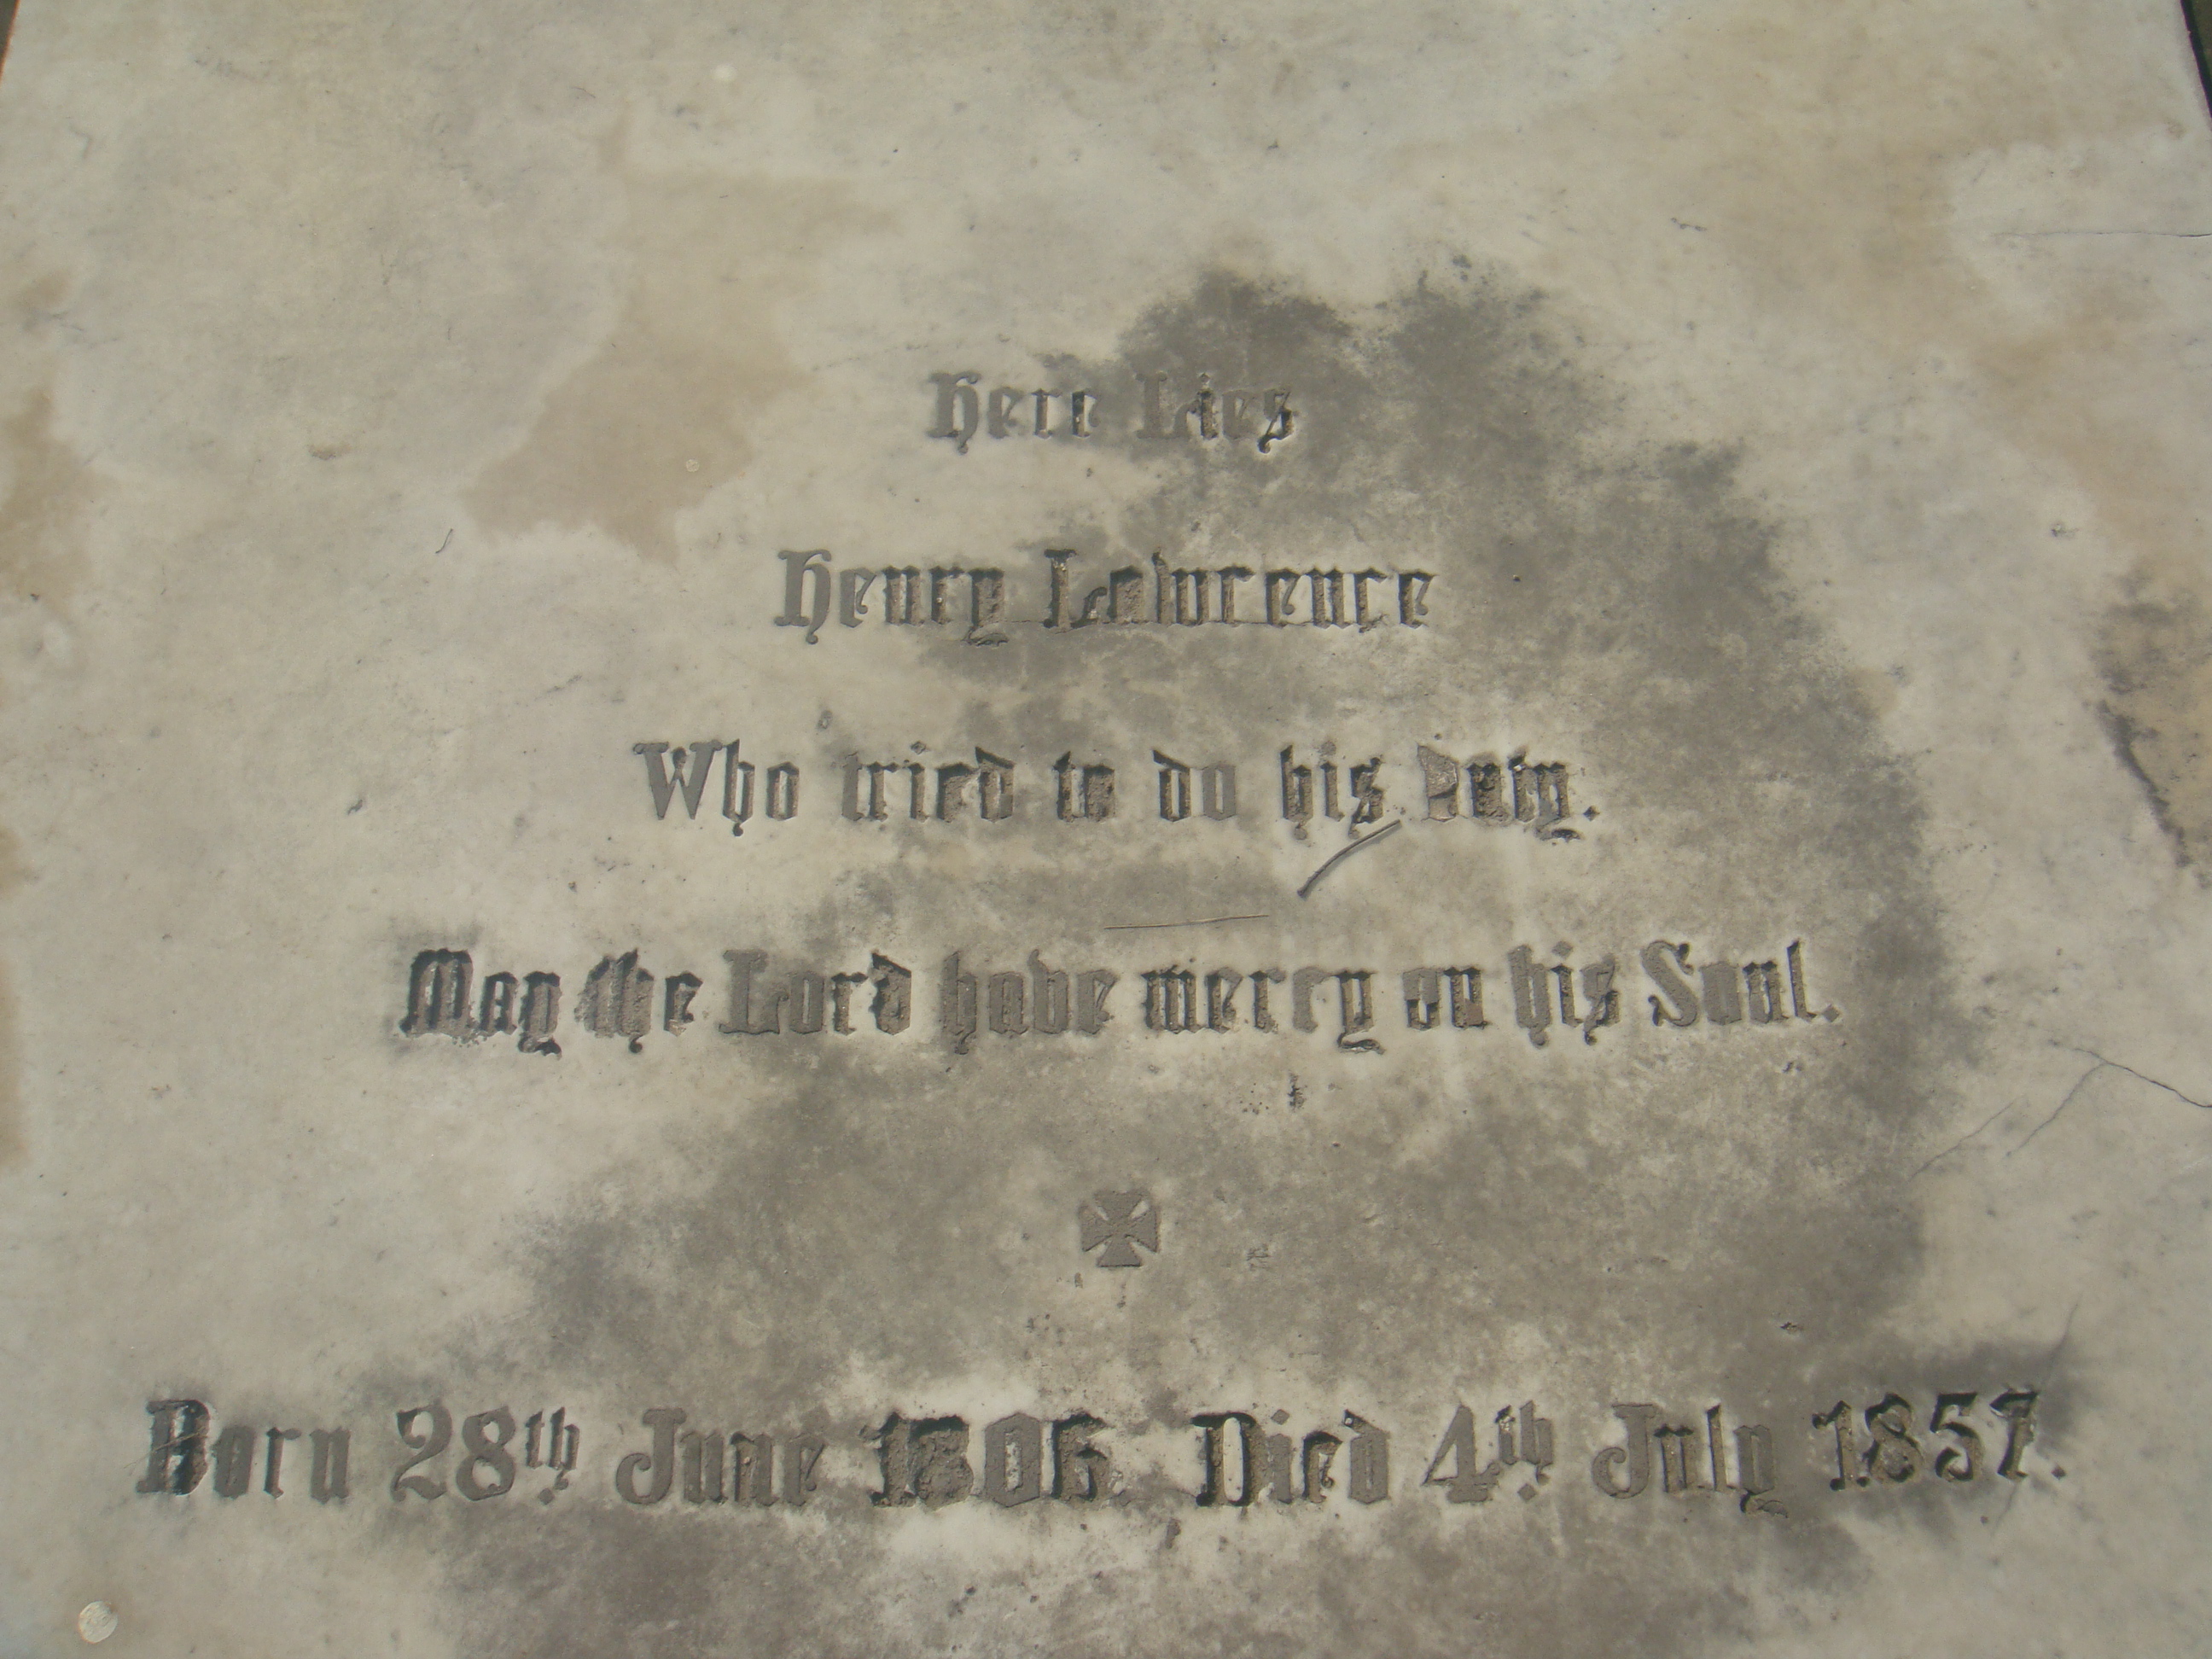 Here Lies
Henry Lawrence
Who tried to do his Duty.
May the Lord have mercy on his Soul.
Born 28th June 1806. Died 4th July 1857.